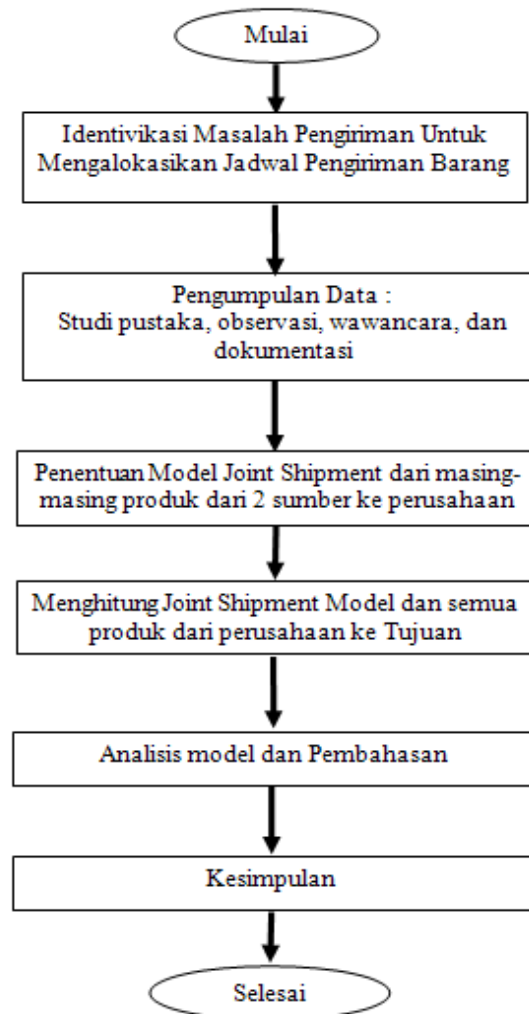 Mulai
Identivikasi Masalah Pengiriman Untuk
Mengalokasikan Jadwal Pengiriman Barang
Pengumpulan Data :
Studi pustaka, observasi, wawancara, dan
dokumentasi
Penentuan Model Joint Shipment dari masing-
masing produk dari 2 sumber ke perusahaan
Menghitung Joint Shipment Model dan semua
produk dari perusahaan ke Tujuan
Analisis model dan Pembahasan
Kesimpulan
Selesai